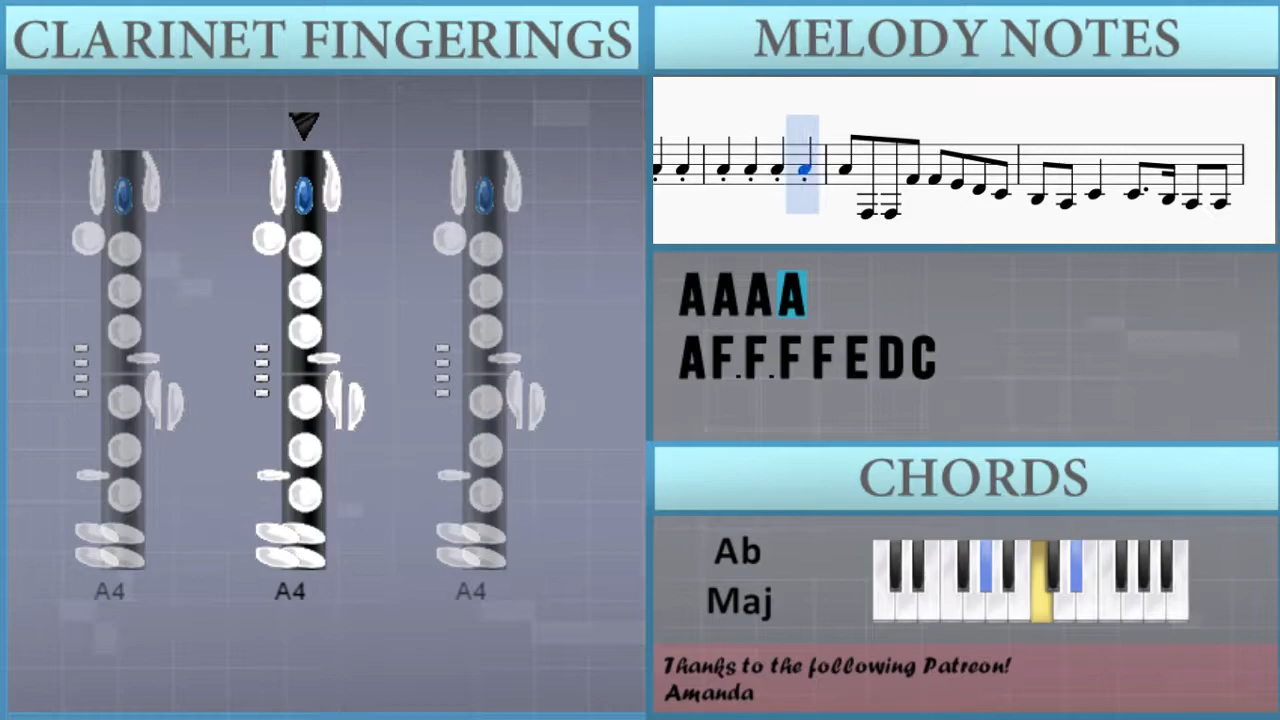 CLARINET FINGERINGS
A4 A4 A4
MELODY NOTES
AAAA
AF.F.FFEDC
CHORDS
Ab
Maj
Thanks to the following Patreon!
Amanda